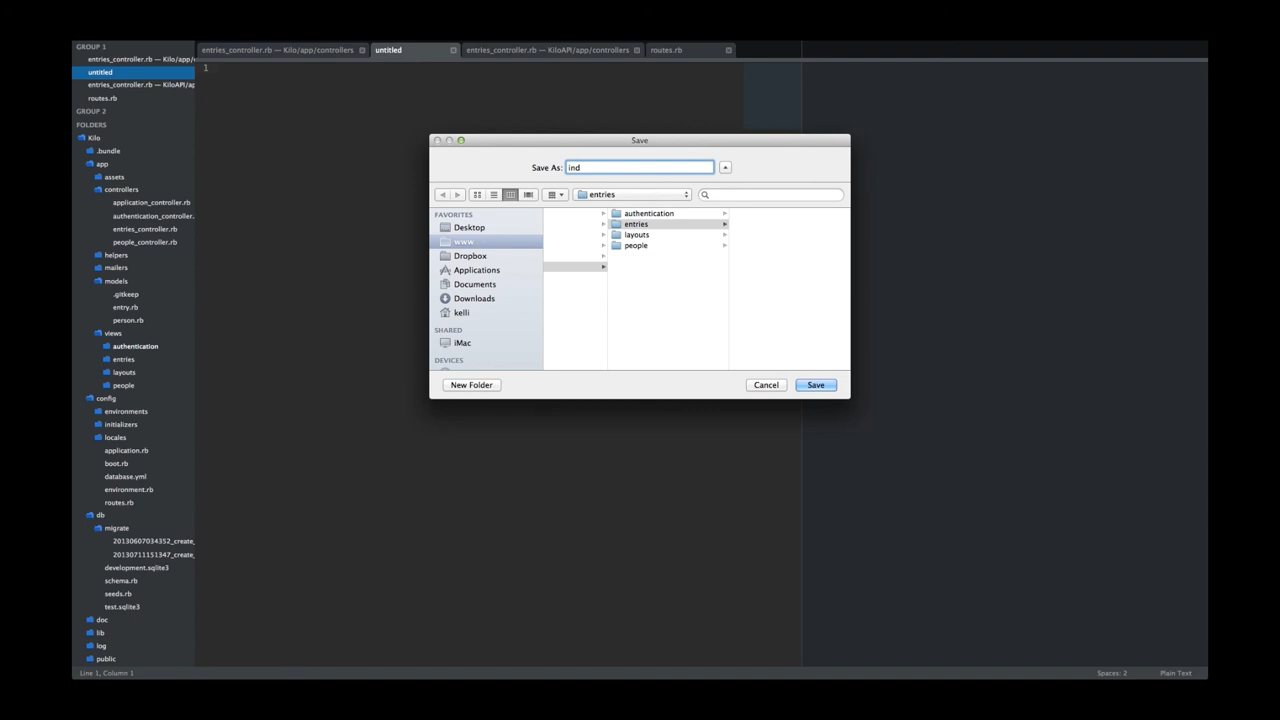 GROUP 1
entries_controller.rb — Kilo/app/
untitled
entries_controller.rb — KiloAPI/ap
routes.rb
GROUP 2
FOLDERS
Kilo
.bundle
app
assets
controllers
application_controller.rb
authentication_controller.
entries_controller.rb
people_controller.rb
helpers
mailers
models
.gitkeep
entry.rb
person.rb
views
authentication
entries
layouts
people
config
environments
initializers
locales
application.rb
boot.rb
database.yml
environment.rb
routes.rb
db
migrate
20130607034352_create_
20130711151347_create_
development.sqlite3
schema.rb
seeds.rb
test.sqlite3
doc
lib
log
public
entries_controller.rb — Kilo/app/controllers
untitled
entries_controller.rb — KiloAPI/app/controllers
routes.rb
1
Save
Save As: ind
entries
FAVORITES
Desktop
www
Dropbox
Applications
Documents
Downloads
kelli
SHARED
iMac
DEVICES
authentication
entries
layouts
people
New Folder
Cancel
Save
Line 1, Column 1
Spaces: 2
Plain Text